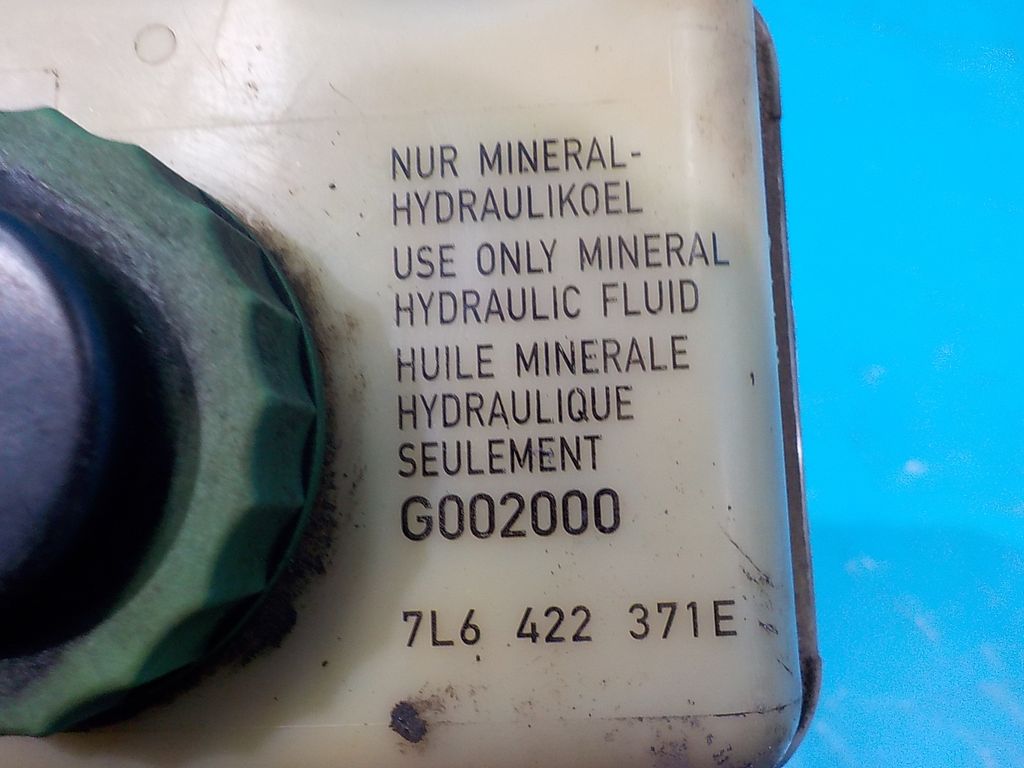 NUR MINERAL-
HYDRAULIKOEL
USE ONLY MINERAL
HYDRAULIC FLUID
HUILE MINERALE
HYDRAULIQUE
SEULEMENT
G002000
7L6 422 371E